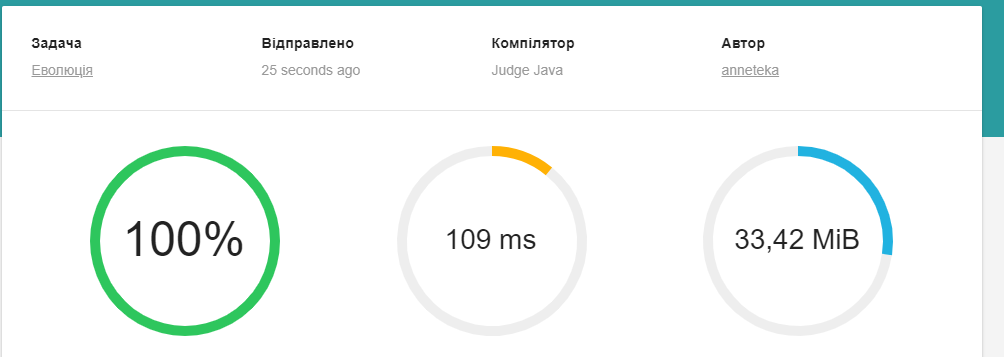 Задача Відправлено Компілятор Автор
Еволюція 25 seconds ago Judge Java anneteka
100% 109 ms 33,42 MiB